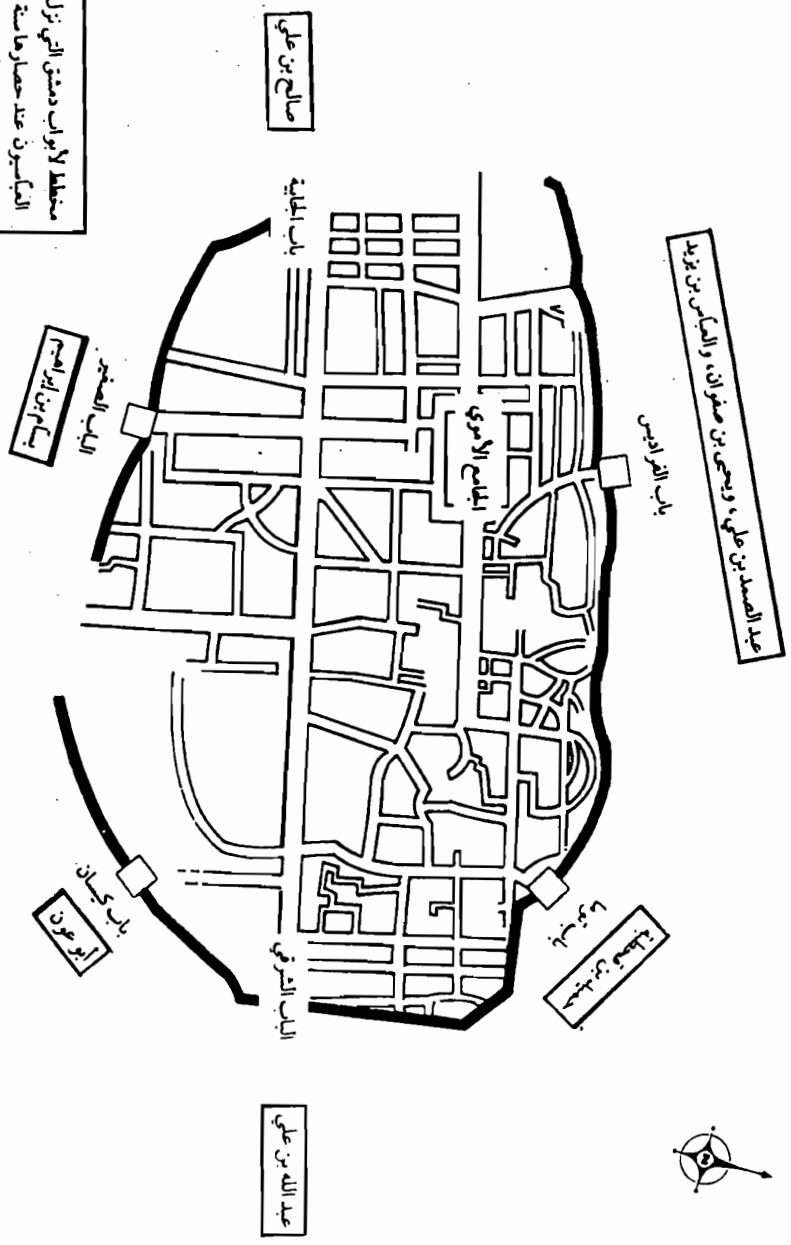 مخطط لأبواب دمشق التي نزل
العباسيون عند حصارها سنة
عبد الصمد بن علي، ويحيى بن صفوان، والعباس بن يزيد
باب الفراديس
صالح بن علي
باب الجابية
الجامع الأموي
باب توما
حميد بن قحطبة
الباب الشرقي
عبد الله بن علي
الباب الصغير
بسام بن ابراهيم
باب كيسان
أبو عون